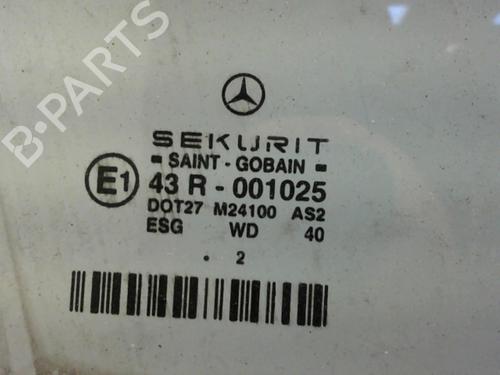 B-PARTS
SEKURIT
SAINT - GOBAIN
E1
43 R - 001025
DOT27 M24100 AS2
ESG WD 40
. 2